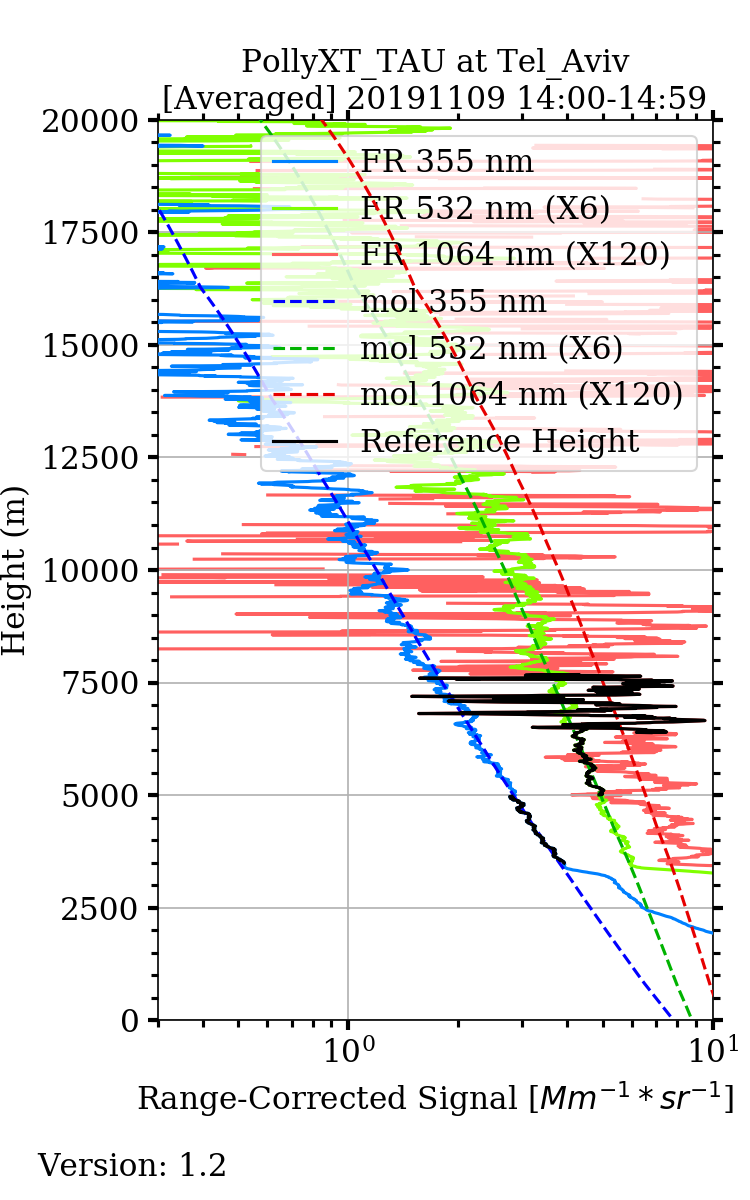 PollyXT_TAU at Tel_Aviv
[Averaged] 20191109 14:00-14:59
20000
17500
15000
12500
10000
7500
5000
2500
0
Height (m)
FR 355 nm
FR 532 nm (X6)
FR 1064 nm (X120)
mol 355 nm
mol 532 nm (X6)
mol 1064 nm (X120)
Reference Height
10⁰ 10¹
Range-Corrected Signal [Mm⁻¹ * sr⁻¹]
Version: 1.2